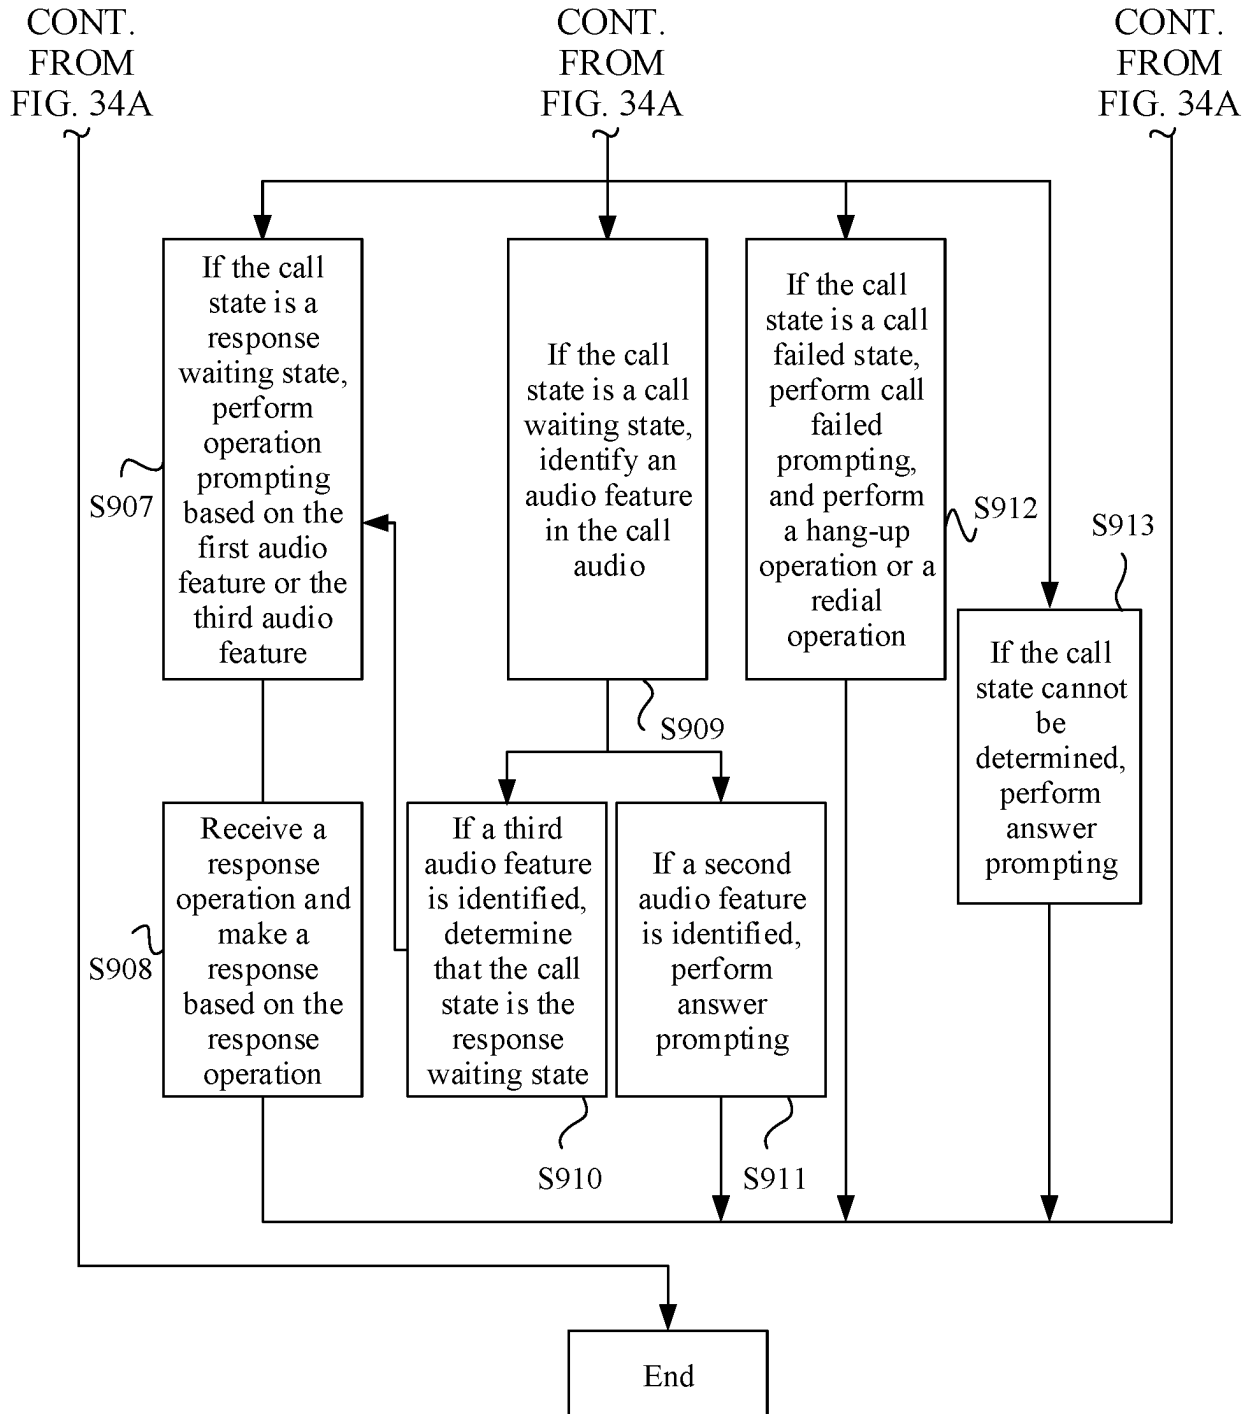 CONT.
FROM
FIG. 34A
CONT.
FROM
FIG. 34A
CONT.
FROM
FIG. 34A
If the call
state is a
response
waiting state,
perform
operation
prompting
based on the
first audio
feature or the
third audio
feature
S907
If the call
state is a call
waiting state,
identify an
audio feature
in the call
audio
S909
If the call
state is a call
failed state,
perform call
failed
prompting,
and perform
a hang-up
operation or a
redial
operation
S912
S913
If the call
state cannot
be
determined,
perform
answer
prompting
Receive a
response
operation and
make a
response
based on the
response
operation
S908
If a third
audio feature
is identified,
determine
that the call
state is the
response
waiting state
S910
If a second
audio feature
is identified,
perform
answer
prompting
S911
End